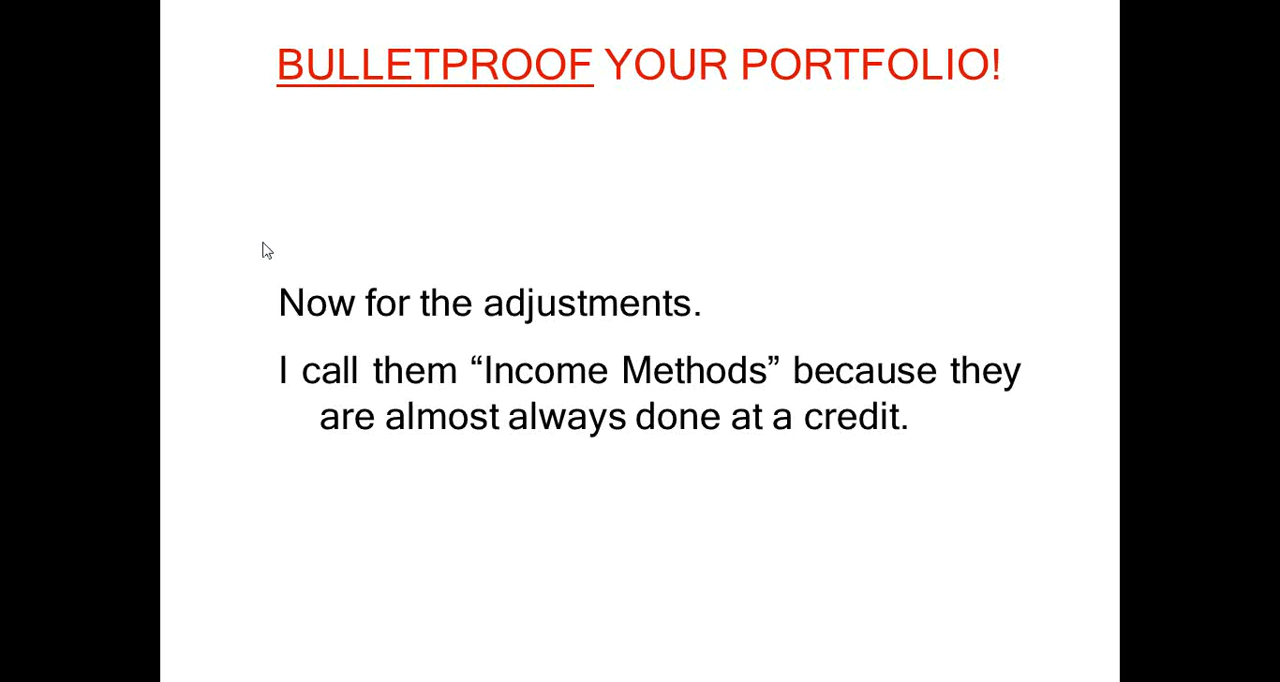 BULLETPROOF YOUR PORTFOLIO!
Now for the adjustments.
I call them “Income Methods” because they
are almost always done at a credit.